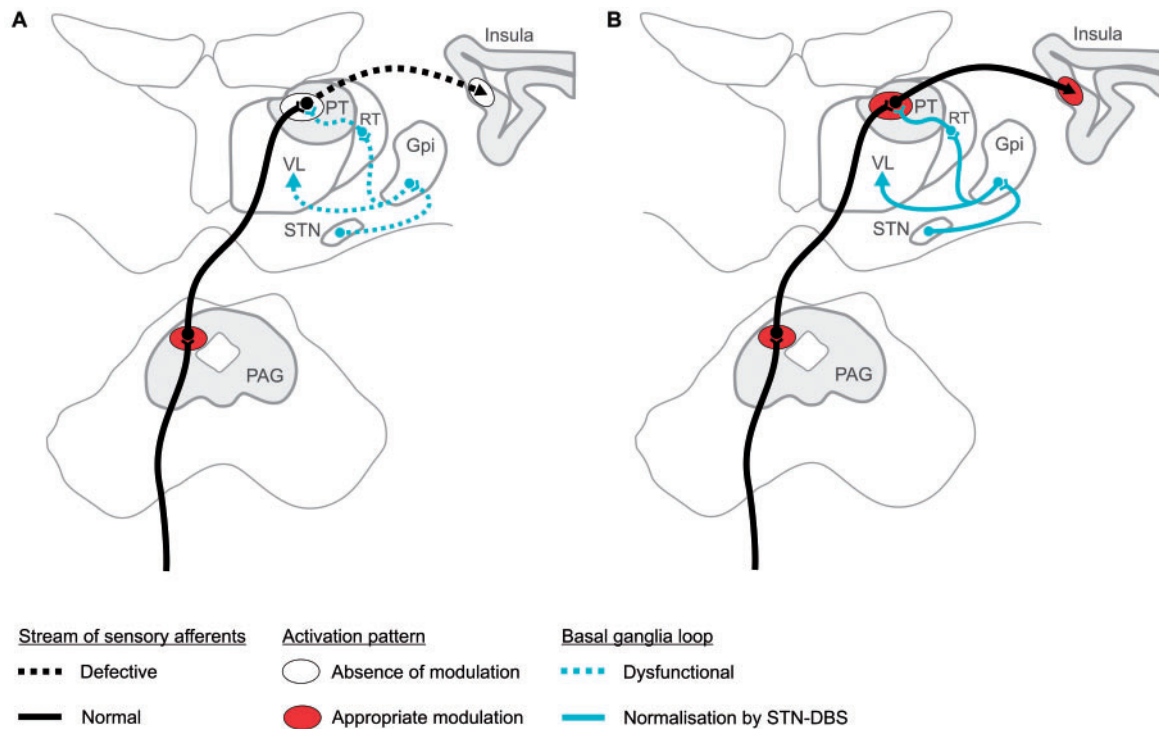 A
Insula
PT
RT
Gpi
VL
STN
PAG
B
Insula
PT
RT
Gpi
VL
STN
PAG
Stream of sensory afferents
Defective
Normal
Activation pattern
Absence of modulation
Appropriate modulation
Basal ganglia loop
Dysfunctional
Normalisation by STN-DBS